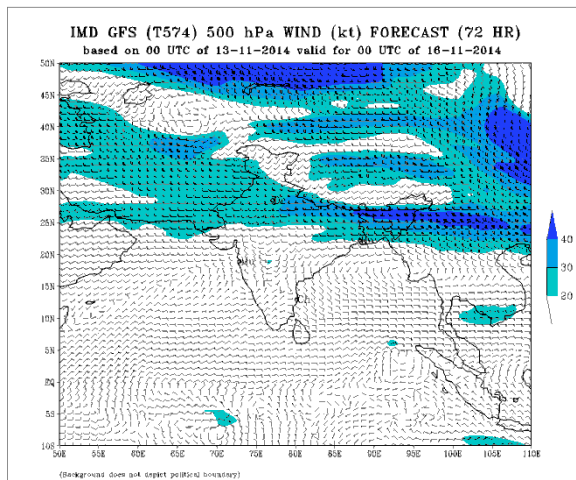 IMD GFS (T574) 500 hPa WIND (kt) FORECAST (72 HR)
based on 00 UTC of 13-11-2014 valid for 00 UTC of 16-11-2014
50N
45N
40N
35N
30N
25N
20N
15N
10N
5N
5S
10S
50E 55E 60E 65E 70E 75E 80E 85E 90E 95E 100E 105E 110E
40
30
20
(Background does not depict political boundary)